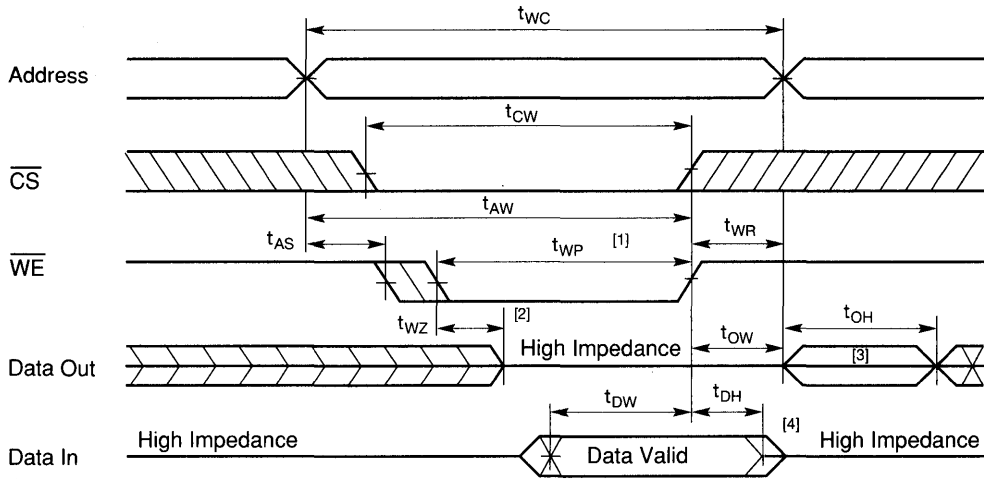 tWC
Address
tCW
CS
tAW
tAS
tWP [1]
tWR
WE
tWZ [2]
tOW
tOH
Data Out
High Impedance
[3]
tDW
tDH
[4]
Data In
High Impedance
Data Valid
High Impedance